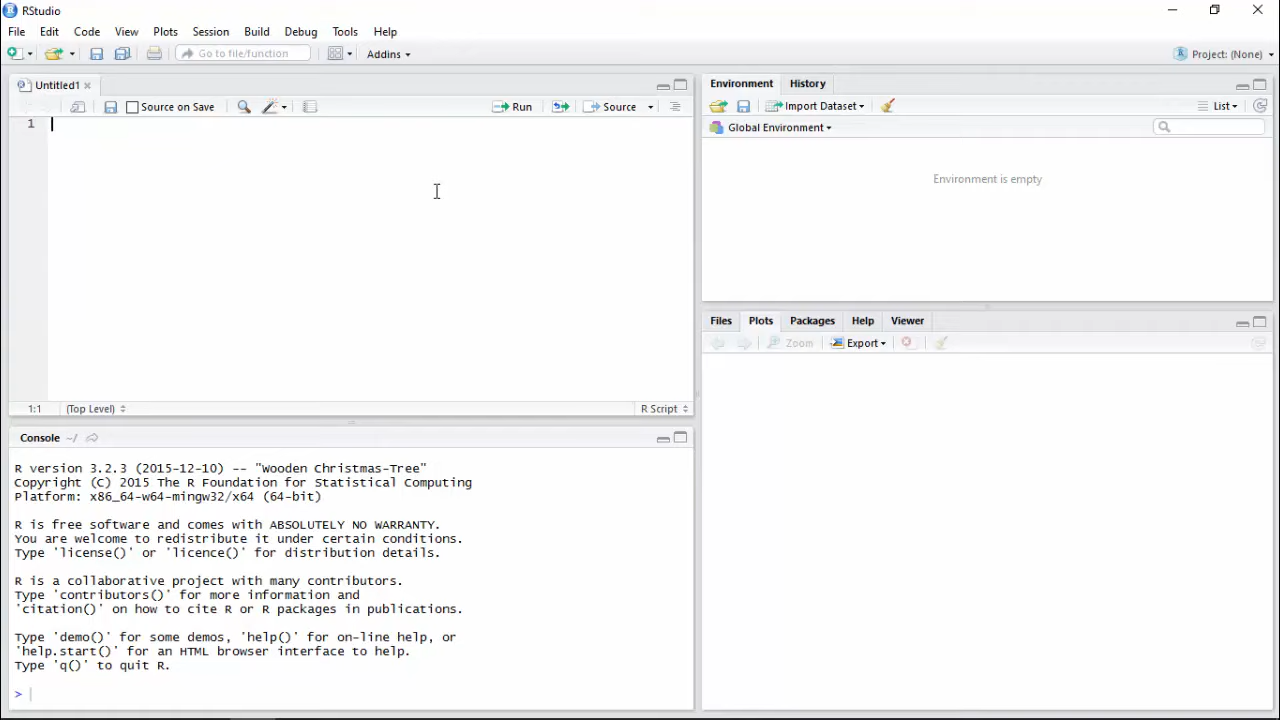 RStudio
File Edit Code View Plots Session Build Debug Tools Help
Go to file/function Addins Project: (None)
Untitled1
Source on Save Run Source
1
1:1 (Top Level) R Script
Console ~/
R version 3.2.3 (2015-12-10) -- "Wooden Christmas-Tree"
Copyright (C) 2015 The R Foundation for Statistical Computing
Platform: x86_64-w64-mingw32/x64 (64-bit)
R is free software and comes with ABSOLUTELY NO WARRANTY.
You are welcome to redistribute it under certain conditions.
Type 'license()' or 'licence()' for distribution details.
R is a collaborative project with many contributors.
Type 'contributors()' for more information and
'citation()' on how to cite R or R packages in publications.
Type 'demo()' for some demos, 'help()' for on-line help, or
'help.start()' for an HTML browser interface to help.
Type 'q()' to quit R.
>
Environment History
Import Dataset List
Global Environment
Environment is empty
Files Plots Packages Help Viewer
Zoom Export